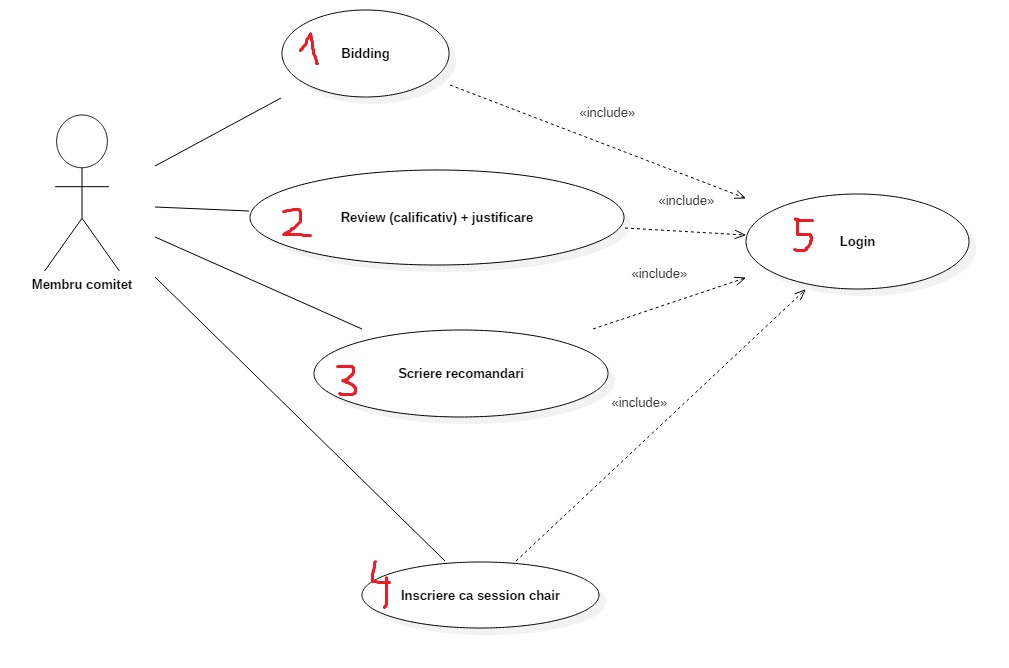 1 Bidding
«include»
«include»
2 Review (calificativ) + justificare
5 Login
«include»
Membru comitet
3 Scriere recomandari
«include»
4 Inscriere ca session chair